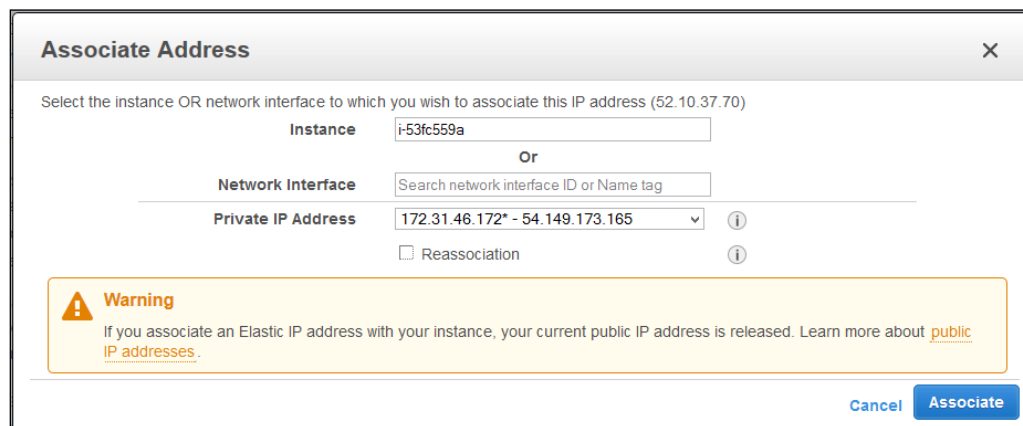 Associate Address
Select the instance OR network interface to which you wish to associate this IP address (52.10.37.70)
Instance i-53fc559a
Or
Network Interface Search network interface ID or Name tag
Private IP Address 172.31.46.172* - 54.149.173.165
Reassociation
Warning
If you associate an Elastic IP address with your instance, your current public IP address is released. Learn more about public
IP addresses.
Cancel Associate